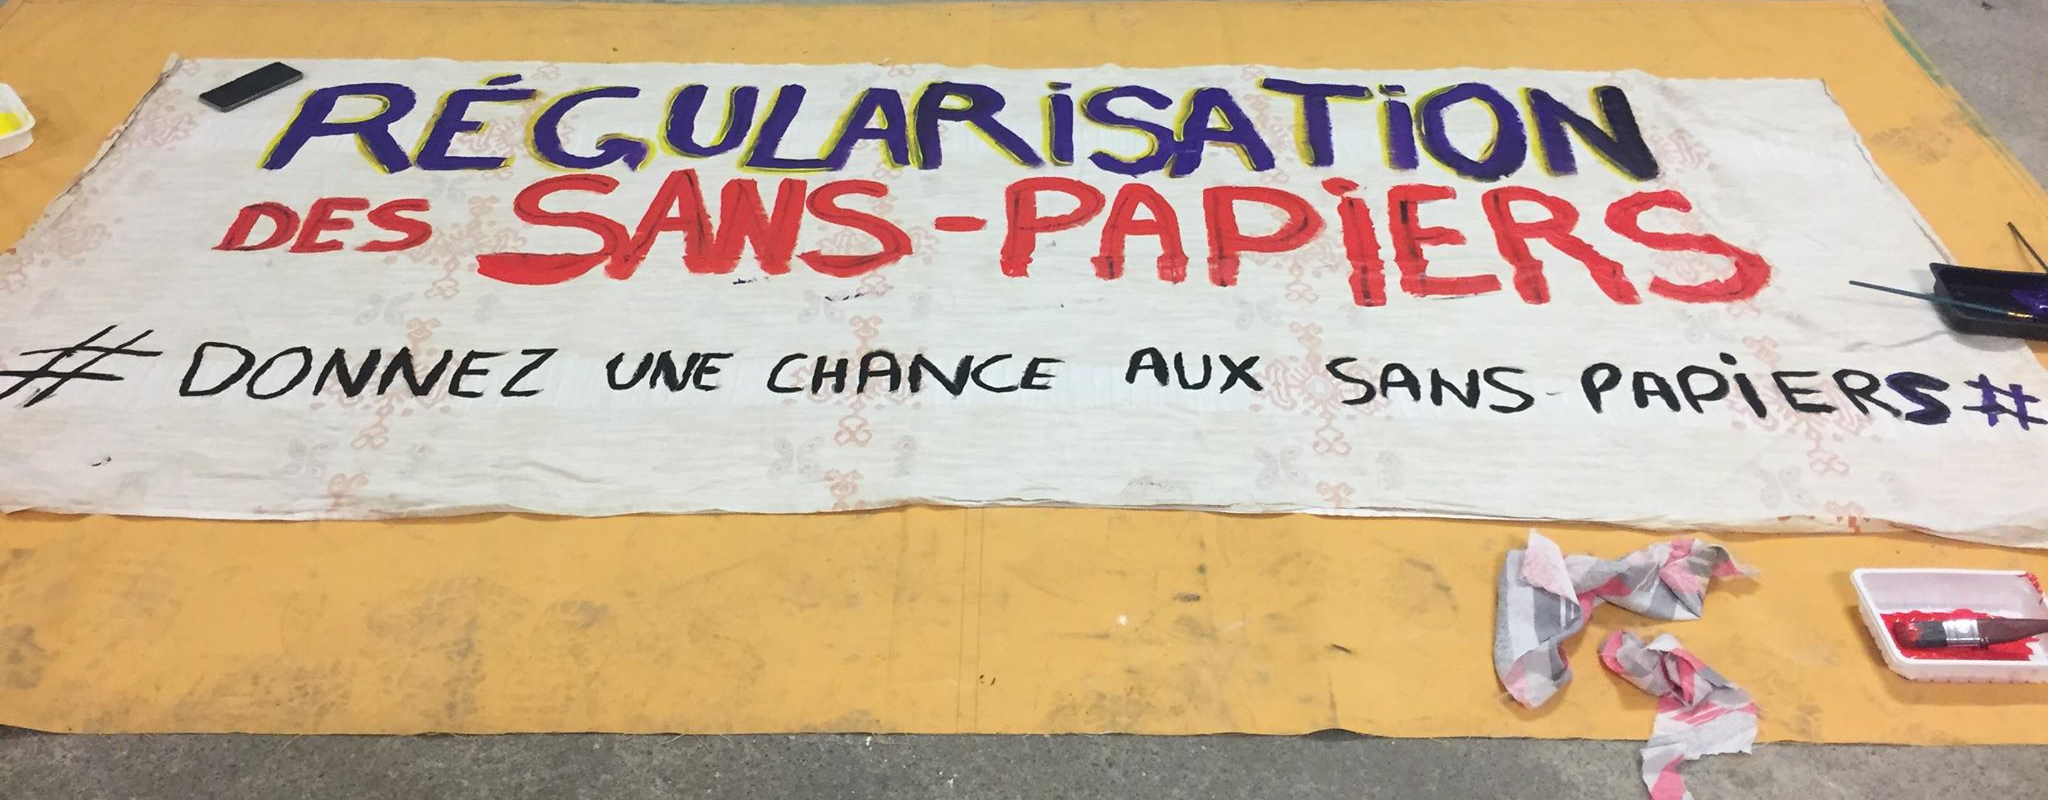 RÉGULARiSATiON
DES SANS-PAPiERS
# DONNEZ UNE CHANCE AUX SANS-PAPiERS #